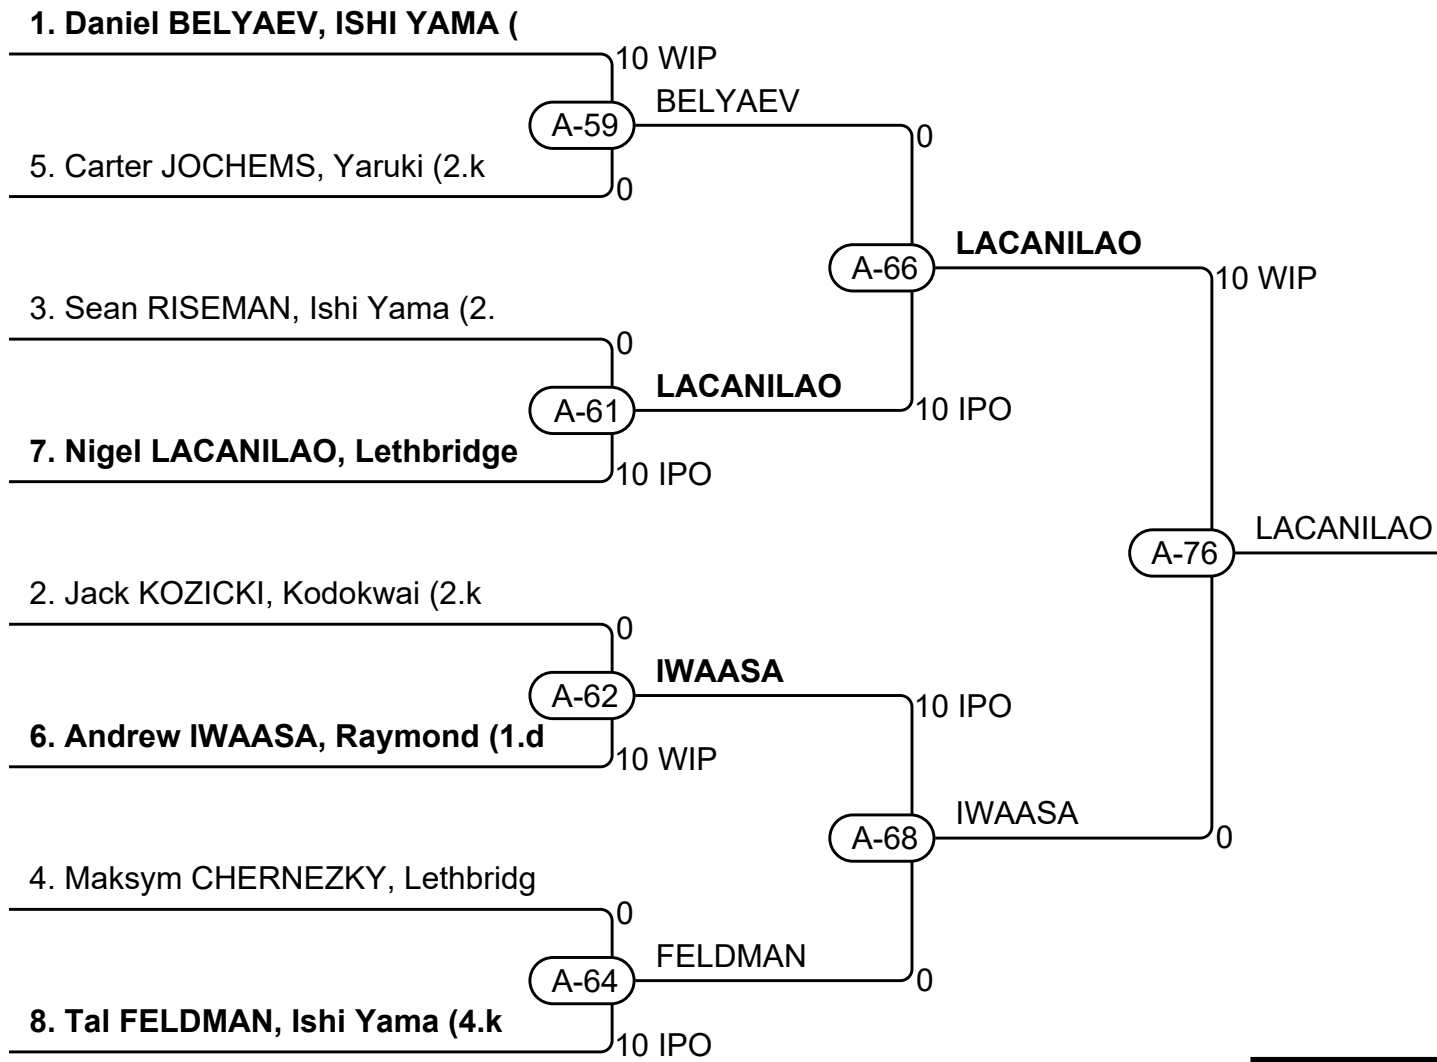 1. Daniel BELYAEV, ISHI YAMA (
10 WIP
BELYAEV
A-59
0
5. Carter JOCHEMS, Yaruki (2.k
0
LACANILAO
A-66
10 WIP
3. Sean RISEMAN, Ishi Yama (2.
0
LACANILAO
A-61
10 IPO
7. Nigel LACANILAO, Lethbridge
10 IPO
LACANILAO
A-76
2. Jack KOZICKI, Kodokwai (2.k
0
IWAASA
A-62
10 IPO
6. Andrew IWAASA, Raymond (1.d
10 WIP
IWAASA
A-68
0
4. Maksym CHERNEZKY, Lethbridg
0
FELDMAN
A-64
0
8. Tal FELDMAN, Ishi Yama (4.k
10 IPO